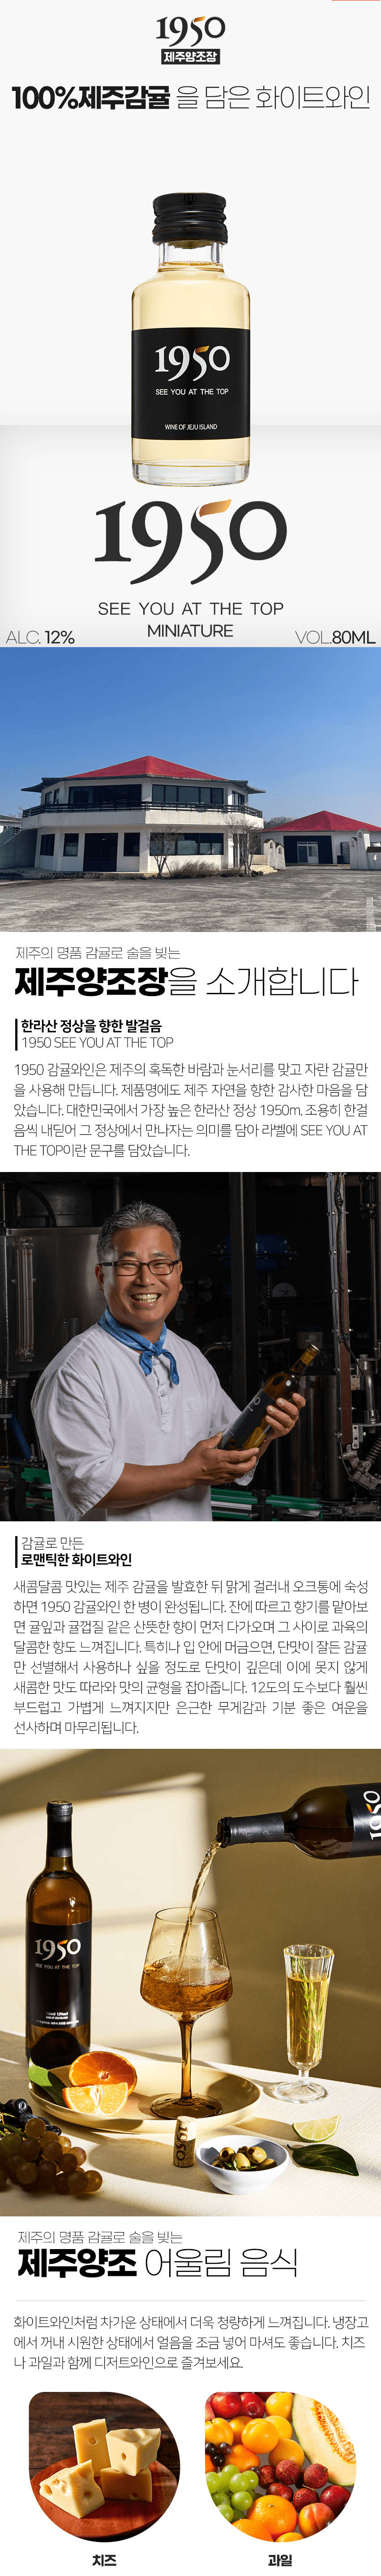 1950
제주양조장
100%제주감귤 을 담은 화이트와인
1950
SEE YOU AT THE TOP
WINE OF JEJU ISLAND
1950
SEE YOU AT THE TOP
MINIATURE
ALC. 12%
VOL.80ML
제주의 명품 감귤로 술을 빚는
제주양조장을 소개합니다
한라산 정상을 향한 발걸음
1950 SEE YOU AT THE TOP
1950 감귤와인은 제주의 혹독한 바람과 눈서리를 맞고 자란 감귤만
을 사용해 만듭니다. 제품명에도 제주 자연을 향한 감사한 마음을 담
았습니다. 대한민국에서 가장 높은 한라산 정상 1950m. 조용히 한걸
음씩 내딛어 그 정상에서 만나자는 의미를 담아 라벨에 SEE YOU AT
THE TOP이란 문구를 담았습니다.
감귤로 만든
로맨틱한 화이트와인
새콤달콤 맛있는 제주 감귤을 발효한 뒤 맑게 걸러내 오크통에 숙성
하면 1950 감귤와인 한 병이 완성됩니다. 잔에 따르고 향기를 맡아보
면 귤잎과 귤껍질 같은 산뜻한 향이 먼저 다가오며 그 사이로 과육의
달콤한 향도 느껴집니다. 특히나 입 안에 머금으면, 단맛이 잘든 감귤
만 선별해서 사용하나 싶을 정도로 단맛이 깊은데 이에 못지 않게
새콤한 맛도 따라와 맛의 균형을 잡아줍니다. 12도의 도수보다 훨씬
부드럽고 가볍게 느껴지지만 은근한 무게감과 기분 좋은 여운을
선사하며 마무리됩니다.
1950
1950
SEE YOU AT THE TOP
제주의 명품 감귤로 술을 빚는
제주양조 어울림 음식
화이트와인처럼 차가운 상태에서 더욱 청량하게 느껴집니다. 냉장고
에서 꺼내 시원한 상태에서 얼음을 조금 넣어 마셔도 좋습니다. 치즈
나 과일과 함께 디저트와인으로 즐겨보세요.
치즈
과일